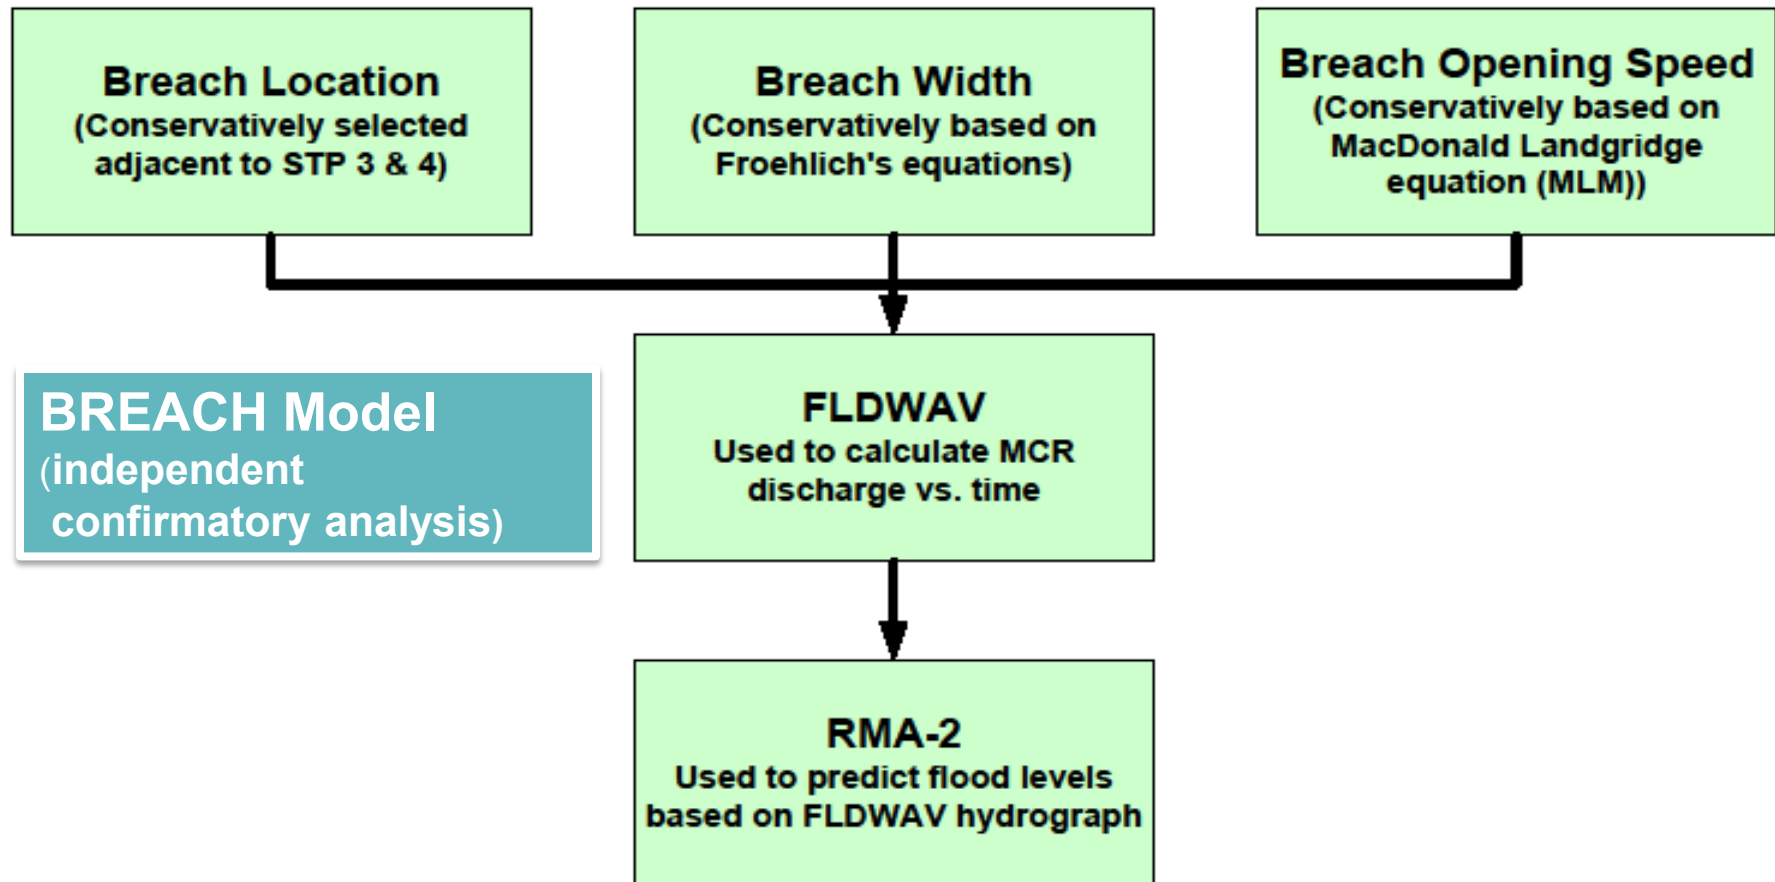 Breach Location
(Conservatively selected
adjacent to STP 3 & 4)
Breach Width
(Conservatively based on
Froehlich's equations)
Breach Opening Speed
(Conservatively based on
MacDonald Landgridge
equation (MLM))
BREACH Model
(independent
confirmatory analysis)
FLDWAV
Used to calculate MCR
discharge vs. time
RMA-2
Used to predict flood levels
based on FLDWAV hydrograph